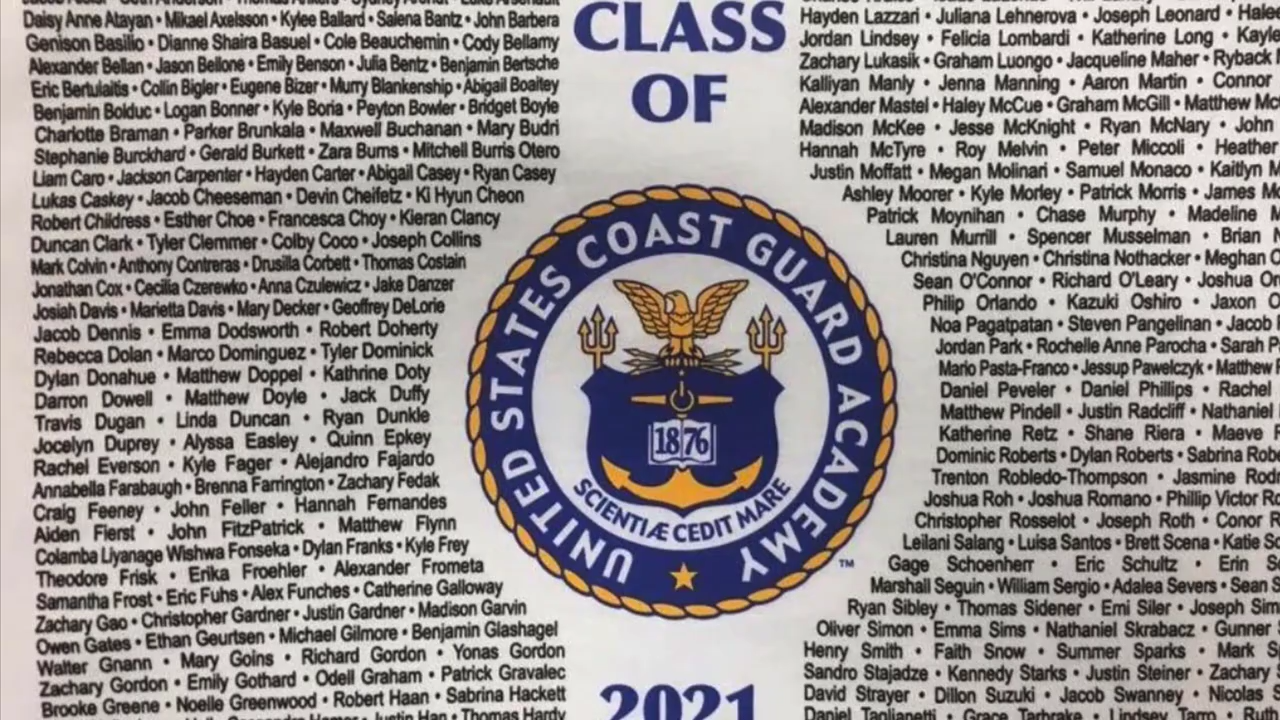 Daisy Anne Atayan • Mikael Axelsson • Kylee Ballard • Salena Bantz • John Barbera
Genison Basilio • Dianne Shaira Basuel • Cole Beauchemin • Cody Bellamy
Alexander Bellan • Jason Bellone • Emily Benson • Julia Bentz • Benjamin Bertsche
Eric Bertulaitis • Collin Bigler • Eugene Bizer • Murry Blankenship • Abigail Boaitey
Benjamin Bolduc • Logan Bonner • Kyle Boria • Peyton Bowler • Bridget Boyle
Charlotte Braman • Parker Brunkala • Maxwell Buchanan • Mary Budri
Stephanie Burckhard • Gerald Burkett • Zara Burns • Mitchell Burris Otero
Liam Caro • Jackson Carpenter • Hayden Carter • Abigail Casey • Ryan Casey
Lukas Caskey • Jacob Cheeseman • Devin Cheifetz • Ki Hyun Cheon
Robert Childress • Esther Choe • Francesca Choy • Kieran Clancy
Duncan Clark • Tyler Clemmer • Colby Coco • Joseph Collins
Mark Colvin • Anthony Contreras • Drusilla Corbett • Thomas Costain
Jonathan Cox • Cecilia Czerewko • Anna Czulewicz • Jake Danzer
Josiah Davis • Marietta Davis • Mary Decker • Geoffrey DeLorie
Jacob Dennis • Emma Dodsworth • Robert Doherty
Rebecca Dolan • Marco Dominguez • Tyler Dominick
Dylan Donahue • Matthew Doppel • Kathrine Doty
Darron Dowell • Matthew Doyle • Jack Duffy
Travis Dugan • Linda Duncan • Ryan Dunkle
Jocelyn Duprey • Alyssa Easley • Quinn Epkey
Rachel Everson • Kyle Fager • Alejandro Fajardo
Annabella Farabaugh • Brenna Farrington • Zachary Fedak
Craig Feeney • John Feller • Hannah Fernandes
Aiden Fierst • John FitzPatrick • Matthew Flynn
Colamba Liyanage Wishwa Fonseka • Dylan Franks • Kyle Frey
Theodore Frisk • Erika Froehler • Alexander Frometa
Samantha Frost • Eric Fuhs • Alex Funches • Catherine Galloway
Zachary Gao • Christopher Gardner • Justin Gardner • Madison Garvin
Owen Gates • Ethan Geurtsen • Michael Gilmore • Benjamin Glashagel
Walter Gnann • Mary Goins • Richard Gordon • Yonas Gordon
Zachary Gordon • Emily Gothard • Odell Graham • Patrick Gravalec
Brooke Greene • Noelle Greenwood • Robert Haan • Sabrina Hackett
Justin Han • Thomas Hardy
CLASS
OF
UNITED STATES COAST GUARD ACADEMY
1876
SCIENTIÆ CEDIT MARE
™
2021
Hayden Lazzari • Juliana Lehnerova • Joseph Leonard •
Jordan Lindsey • Felicia Lombardi • Katherine Long •
Zachary Lukasik • Graham Luongo • Jacqueline Maher • Ryback
Kalliyan Manly • Jenna Manning • Aaron Martin • Connor
Alexander Mastel • Haley McCue • Graham McGill • Matthew
Madison McKee • Jesse McKnight • Ryan McNary • John
Hannah McTyre • Roy Melvin • Peter Miccoli • Heather
Justin Moffatt • Megan Molinari • Samuel Monaco • Kaitlyn M
Ashley Moorer • Kyle Morley • Patrick Morris • James
Patrick Moynihan • Chase Murphy • Madeline
Lauren Murrill • Spencer Musselman • Brian
Christina Nguyen • Christina Nothacker • Meghan O
Sean O'Connor • Richard O'Leary • Joshua
Philip Orlando • Kazuki Oshiro • Jaxon
Noa Pagatpatan • Steven Pangelinan • Jacob
Jordan Park • Rochelle Anne Parocha • Sarah
Mario Pasta-Franco • Jessup Pawelczyk • Matthew
Daniel Peveler • Daniel Phillips • Rachel
Matthew Pindell • Justin Radcliff • Nathaniel
Katherine Retz • Shane Riera • Maeve
Dominic Roberts • Dylan Roberts • Sabrina
Trenton Robledo-Thompson • Jasmine
Joshua Roh • Joshua Romano • Phillip Victor
Christopher Rosselot • Joseph Roth • Conor
Leilani Salang • Luisa Santos • Brett Scena • Katie
Gage Schoenherr • Eric Schultz • Erin
Marshall Seguin • William Sergio • Adalea Severs • Sean
Ryan Sibley • Thomas Sidener • Emi Siler • Joseph
Oliver Simon • Emma Sims • Nathaniel Skrabacz • Gunner
Henry Smith • Faith Snow • Summer Sparks • Mark
Sandro Stajadze • Kennedy Starks • Justin Steiner • Zachary
David Strayer • Dillon Suzuki • Jacob Swanney • Nicolas
Daniel Taglianetti • Grace Tarbrake • Lindsey Tarro • Ruth